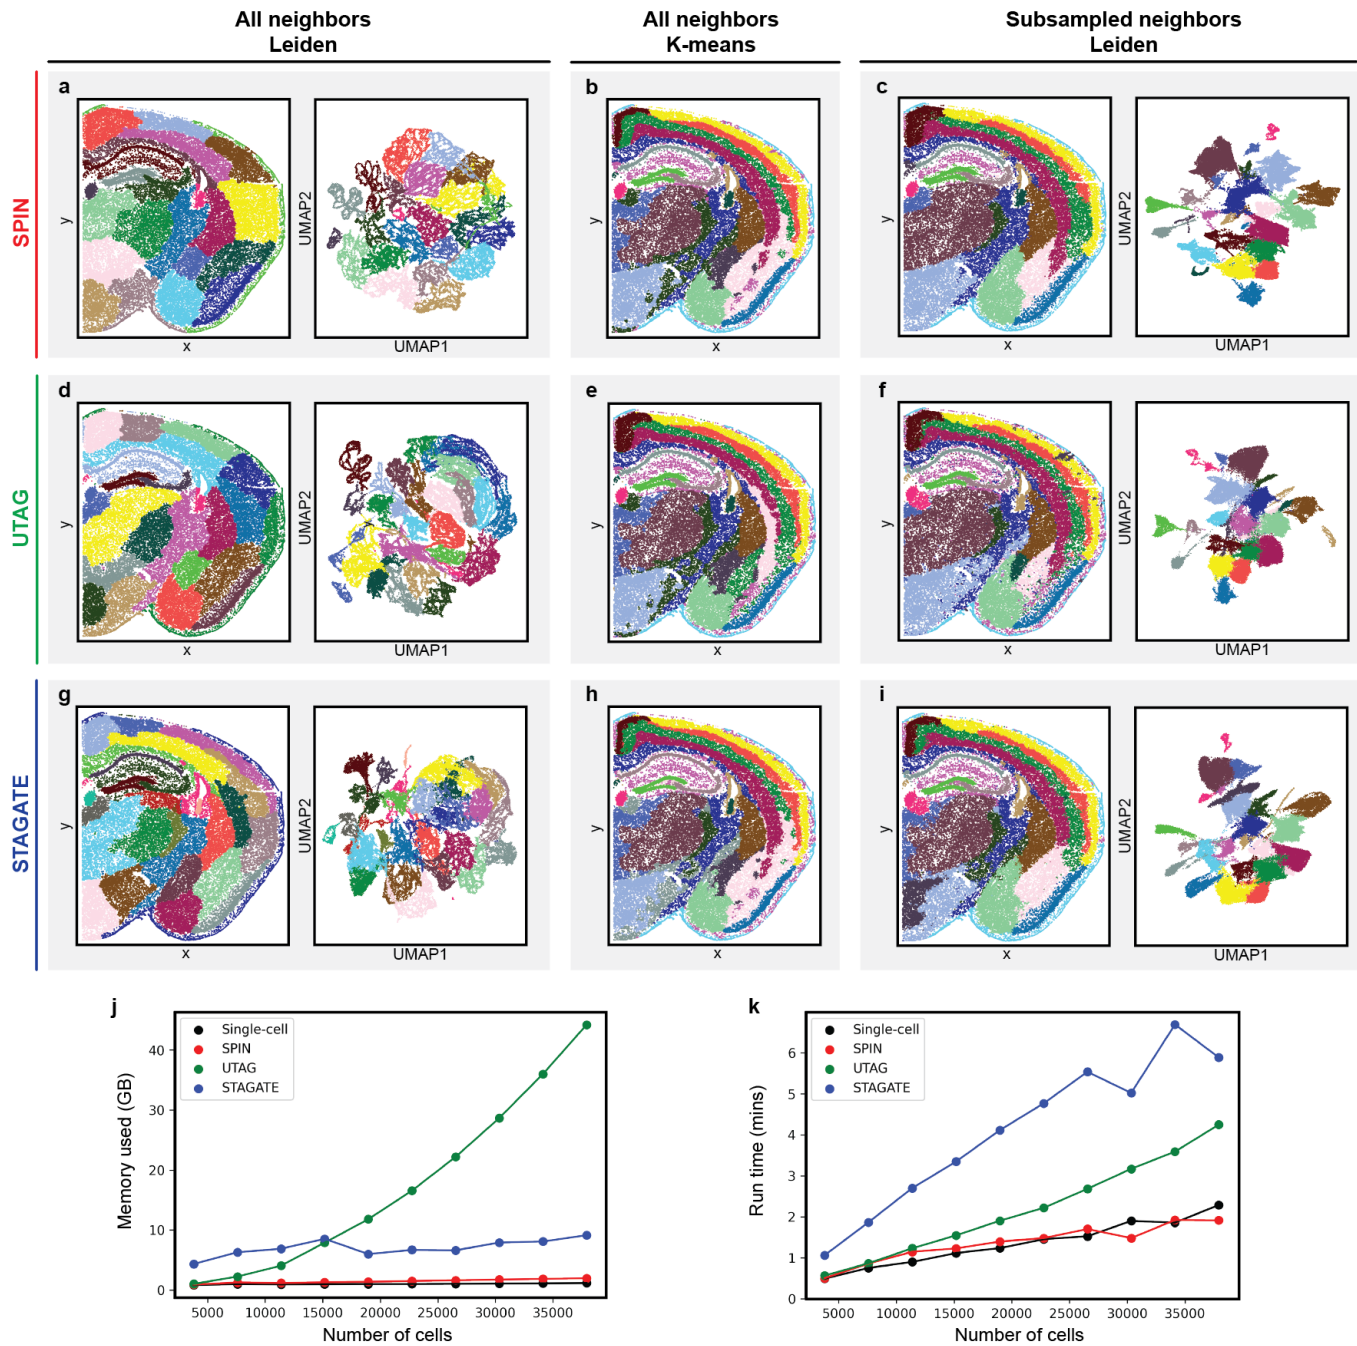 All neighbors
Leiden
All neighbors
K-means
Subsampled neighbors
Leiden
SPIN
a
y
x
UMAP2
UMAP1
b
y
x
c
y
x
UMAP2
UMAP1
UTAG
d
y
x
UMAP2
UMAP1
e
y
x
f
y
x
UMAP2
UMAP1
STAGATE
g
y
x
UMAP2
UMAP1
h
y
x
i
y
x
UMAP2
UMAP1
j
Single-cell
SPIN
UTAG
STAGATE
Memory used (GB)
40
30
20
10
0
5000 10000 15000 20000 25000 30000 35000
Number of cells
k
Single-cell
SPIN
UTAG
STAGATE
Run time (mins)
6
5
4
3
2
1
0
5000 10000 15000 20000 25000 30000 35000
Number of cells